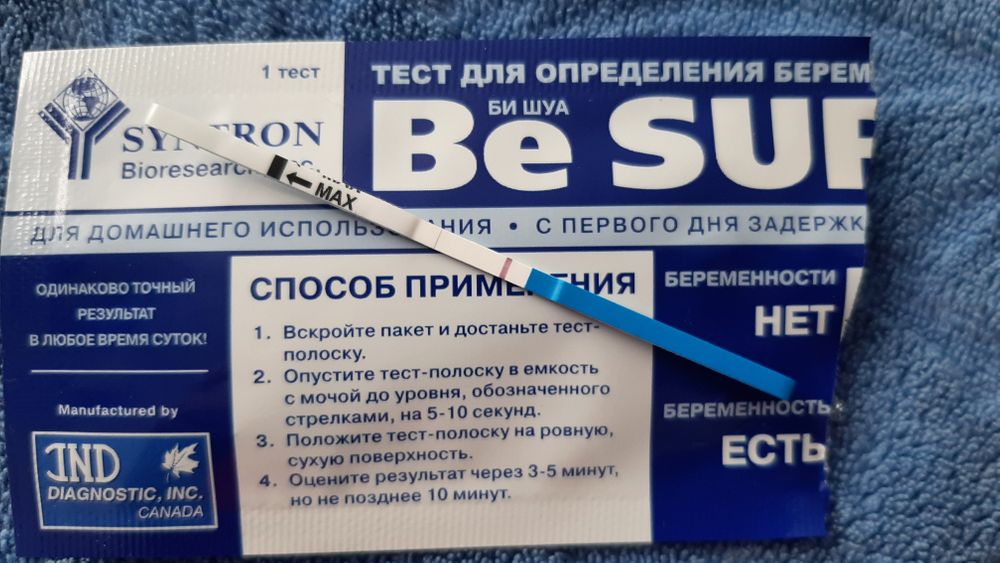 1 тест
SYNTRON
Bioresearch
ТЕСТ ДЛЯ ОПРЕДЕЛЕНИЯ БЕРЕМ
БИ ШУА
Be SUR
MAX
ДЛЯ ДОМАШНЕГО ИСПОЛЬЗОВАНИЯ • С ПЕРВОГО ДНЯ ЗАДЕРЖК
ОДИНАКОВО ТОЧНЫЙ
РЕЗУЛЬТАТ
В ЛЮБОЕ ВРЕМЯ СУТОК!
Manufactured by
IND
DIAGNOSTIC, INC.
CANADA
СПОСОБ ПРИМЕНЕНИЯ
1. Вскройте пакет и достаньте тест-
полоску.
2. Опустите тест-полоску в емкость
с мочой до уровня, обозначенного
стрелками, на 5-10 секунд.
3. Положите тест-полоску на ровную,
сухую поверхность.
4. Оцените результат через 3-5 минут,
но не позднее 10 минут.
БЕРЕМЕННОСТИ
НЕТ
БЕРЕМЕННОСТЬ
ЕСТЬ